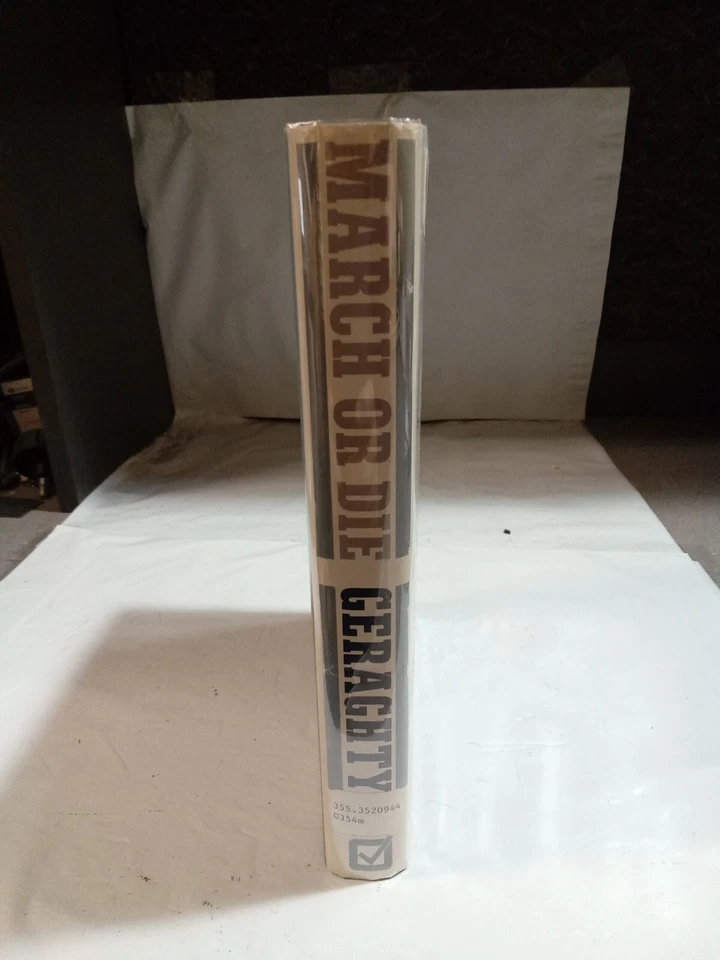 MARCH OR DIE
GERAGHTY
355.3520944
G354m